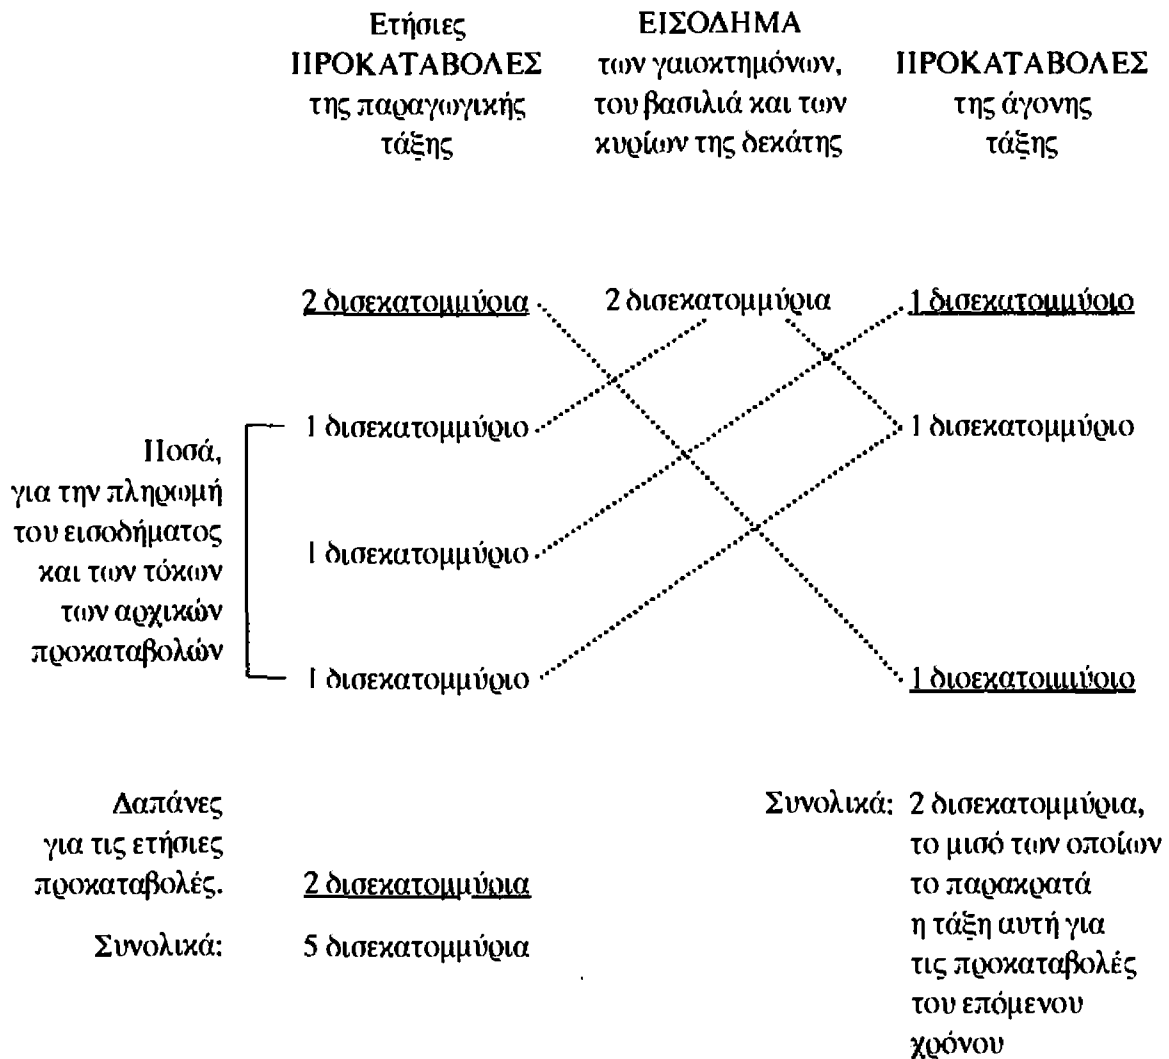 Ετήσιες
ΠΡΟΚΑΤΑΒΟΛΕΣ
της παραγωγικής
τάξης
ΕΙΣΟΔΗΜΑ
των γαιοκτημόνων,
του βασιλιά και των
κυρίων της δεκάτης
ΠΡΟΚΑΤΑΒΟΛΕΣ
της άγονης
τάξης
2 δισεκατομμύρια
2 δισεκατομμύρια
1 δισεκατομμύριο
1 δισεκατομμύριο
1 δισεκατομμύριο
Ποσά,
για την πληρωμή
του εισοδήματος
και των τόκων
των αρχικών
προκαταβολών
1 δισεκατομμύριο
1 δισεκατομμύριο
1 δισεκατομμύριο
Δαπάνες
για τις ετήσιες
προκαταβολές.
2 δισεκατομμύρια
Συνολικά:
5 δισεκατομμύρια
Συνολικά: 2 δισεκατομμύρια,
το μισό των οποίων
το παρακρατά
η τάξη αυτή για
τις προκαταβολές
του επόμενου
χρόνου